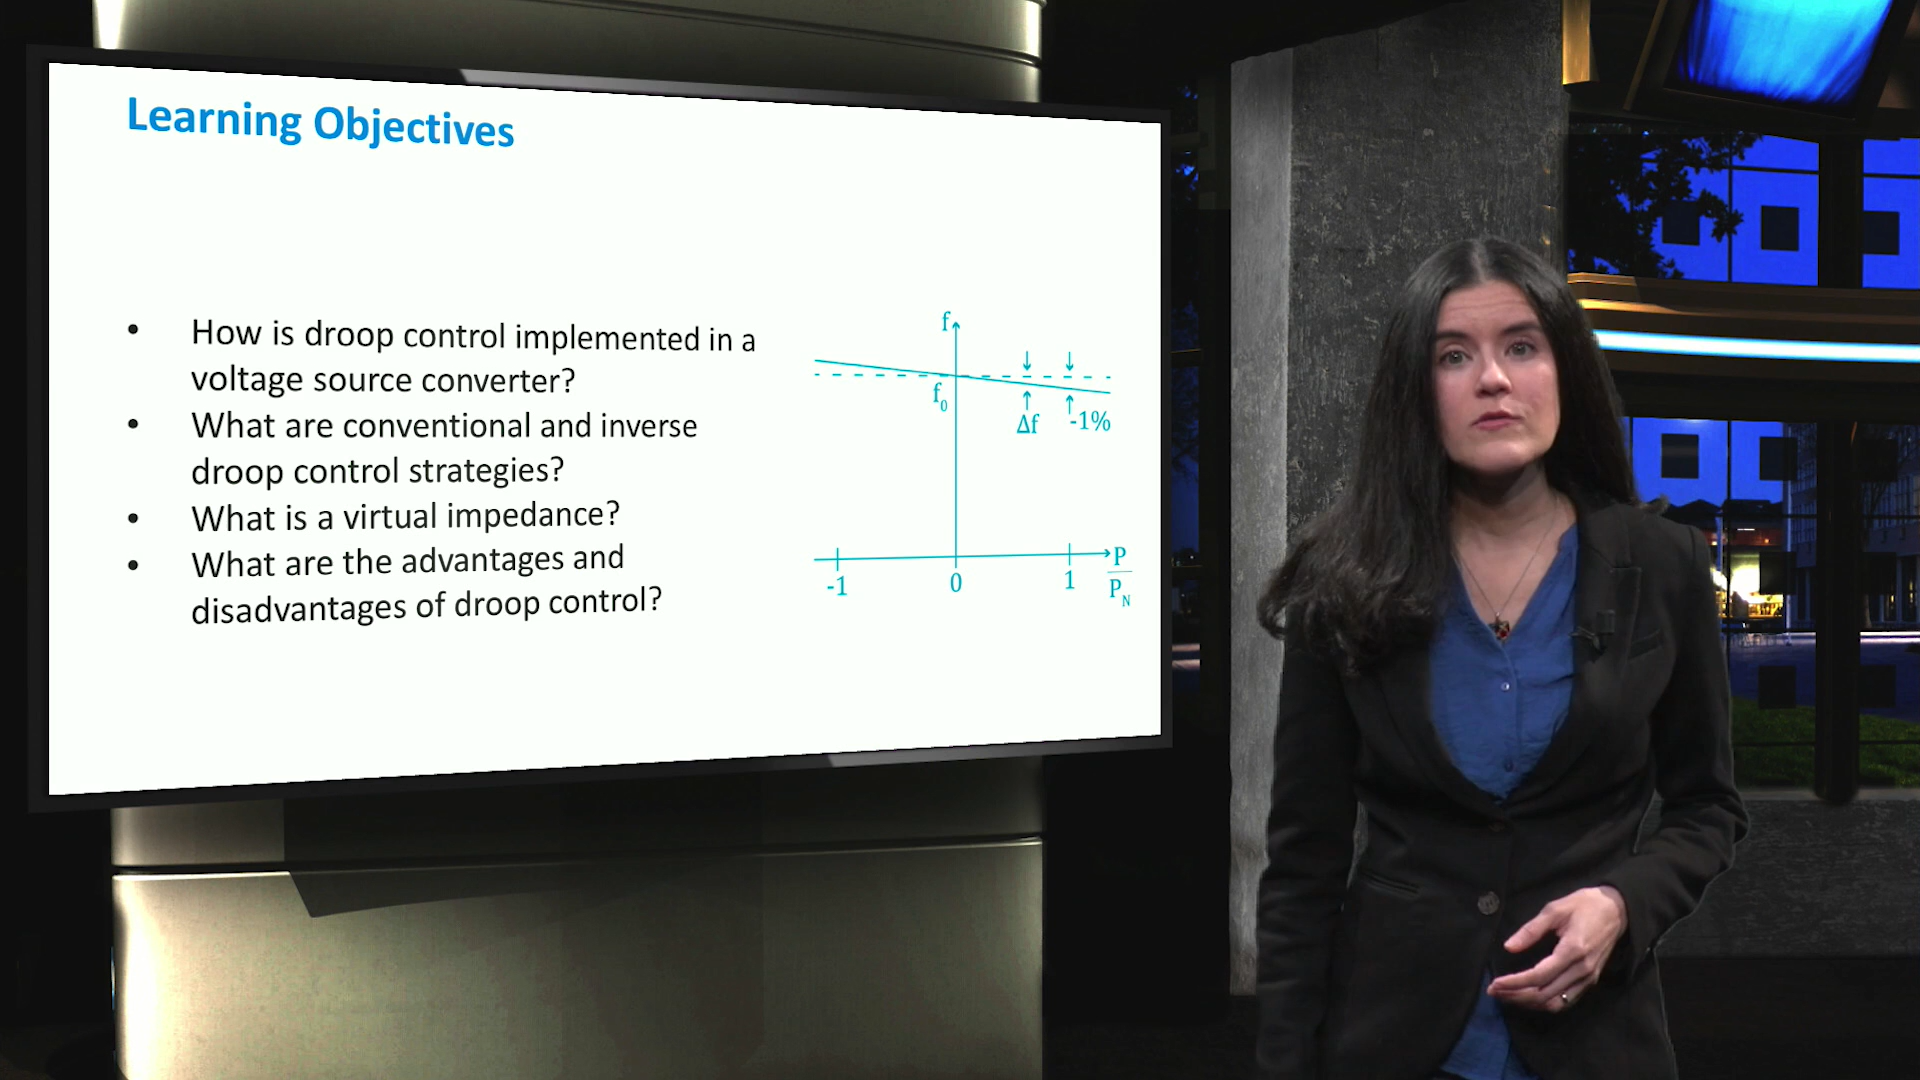 Learning Objectives
• How is droop control implemented in a
voltage source converter?
• What are conventional and inverse
droop control strategies?
• What is a virtual impedance?
• What are the advantages and
disadvantages of droop control?
f
f₀
Δf
-1%
-1
0
1
P
P_N